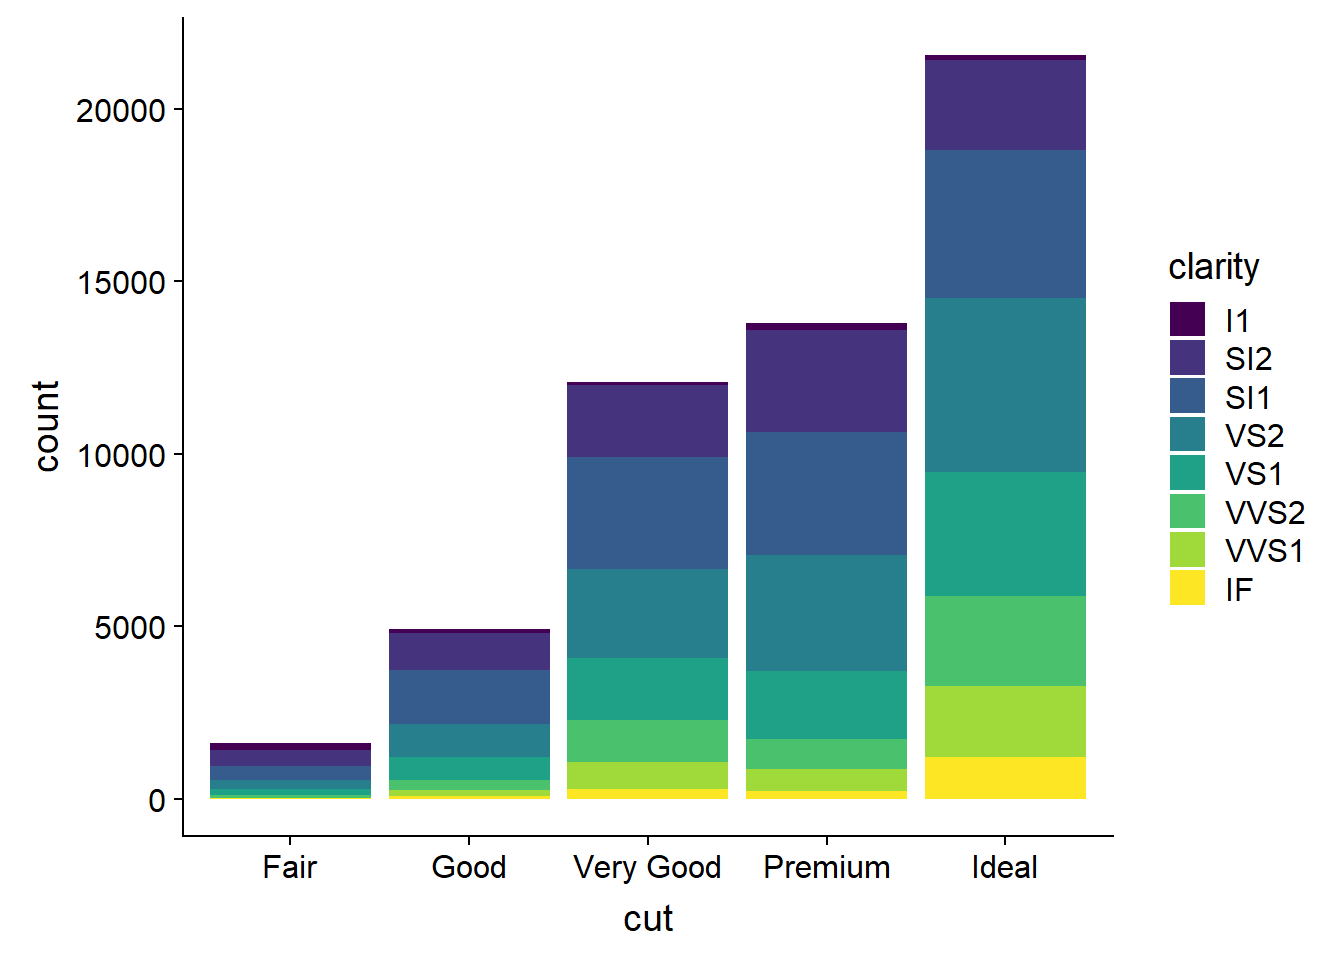 20000
15000
10000
5000
0
count
Fair Good Very Good Premium Ideal
cut
clarity
I1
SI2
SI1
VS2
VS1
VVS2
VVS1
IF